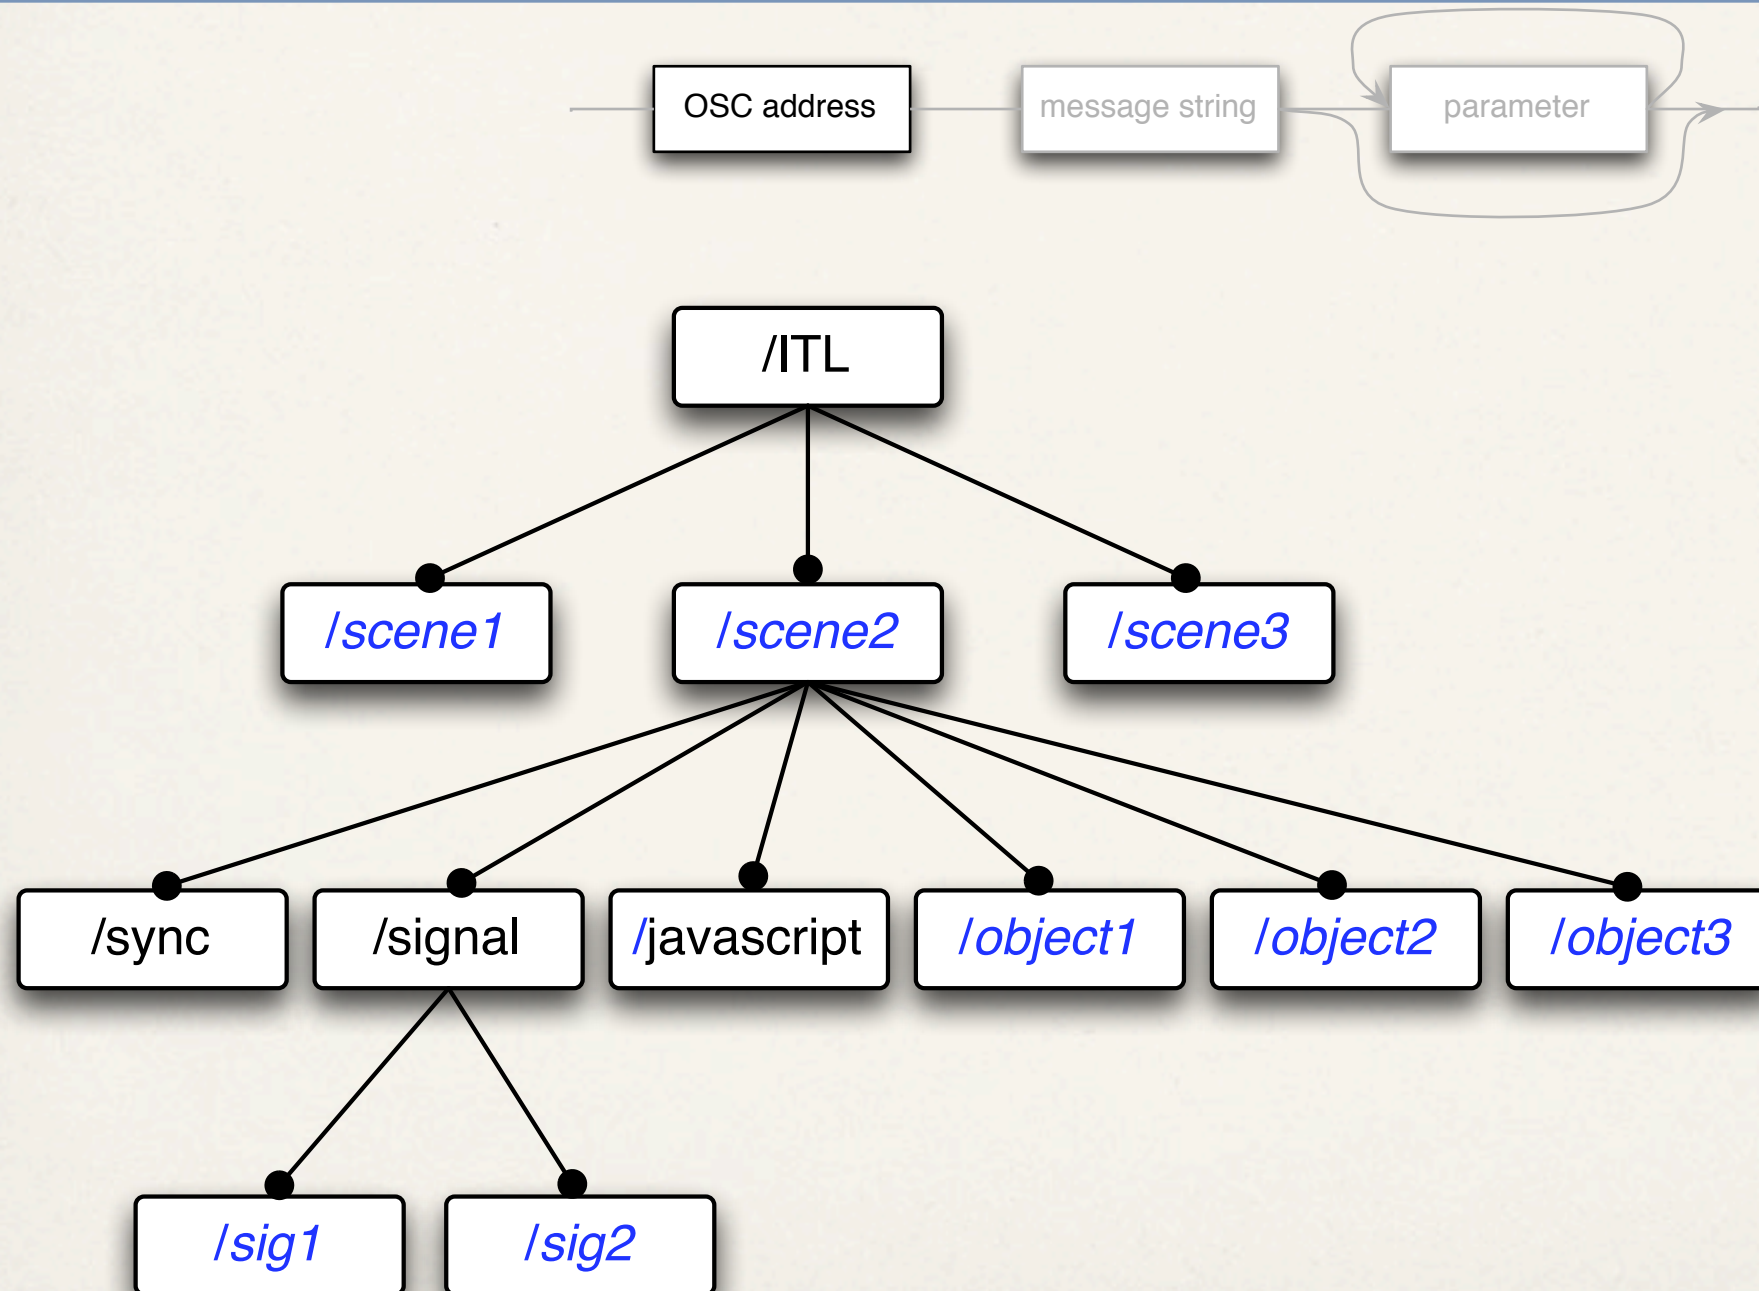 OSC address
message string
parameter
/ITL
/scene1
/scene2
/scene3
/sync
/signal
/javascript
/object1
/object2
/object3
/sig1
/sig2